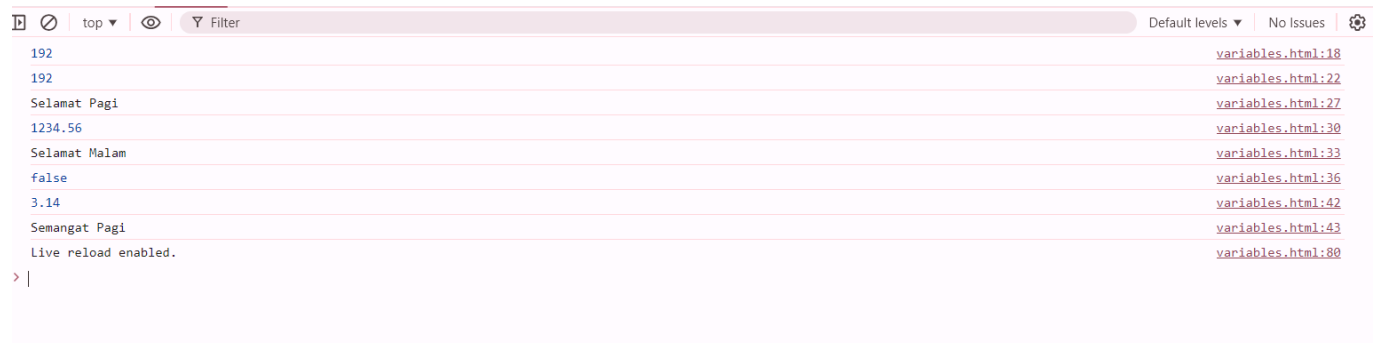 top ▼ Filter Default levels ▼ No Issues
192 variables.html:18
192 variables.html:22
Selamat Pagi variables.html:27
1234.56 variables.html:30
Selamat Malam variables.html:33
false variables.html:36
3.14 variables.html:42
Semangat Pagi variables.html:43
Live reload enabled. variables.html:80
>